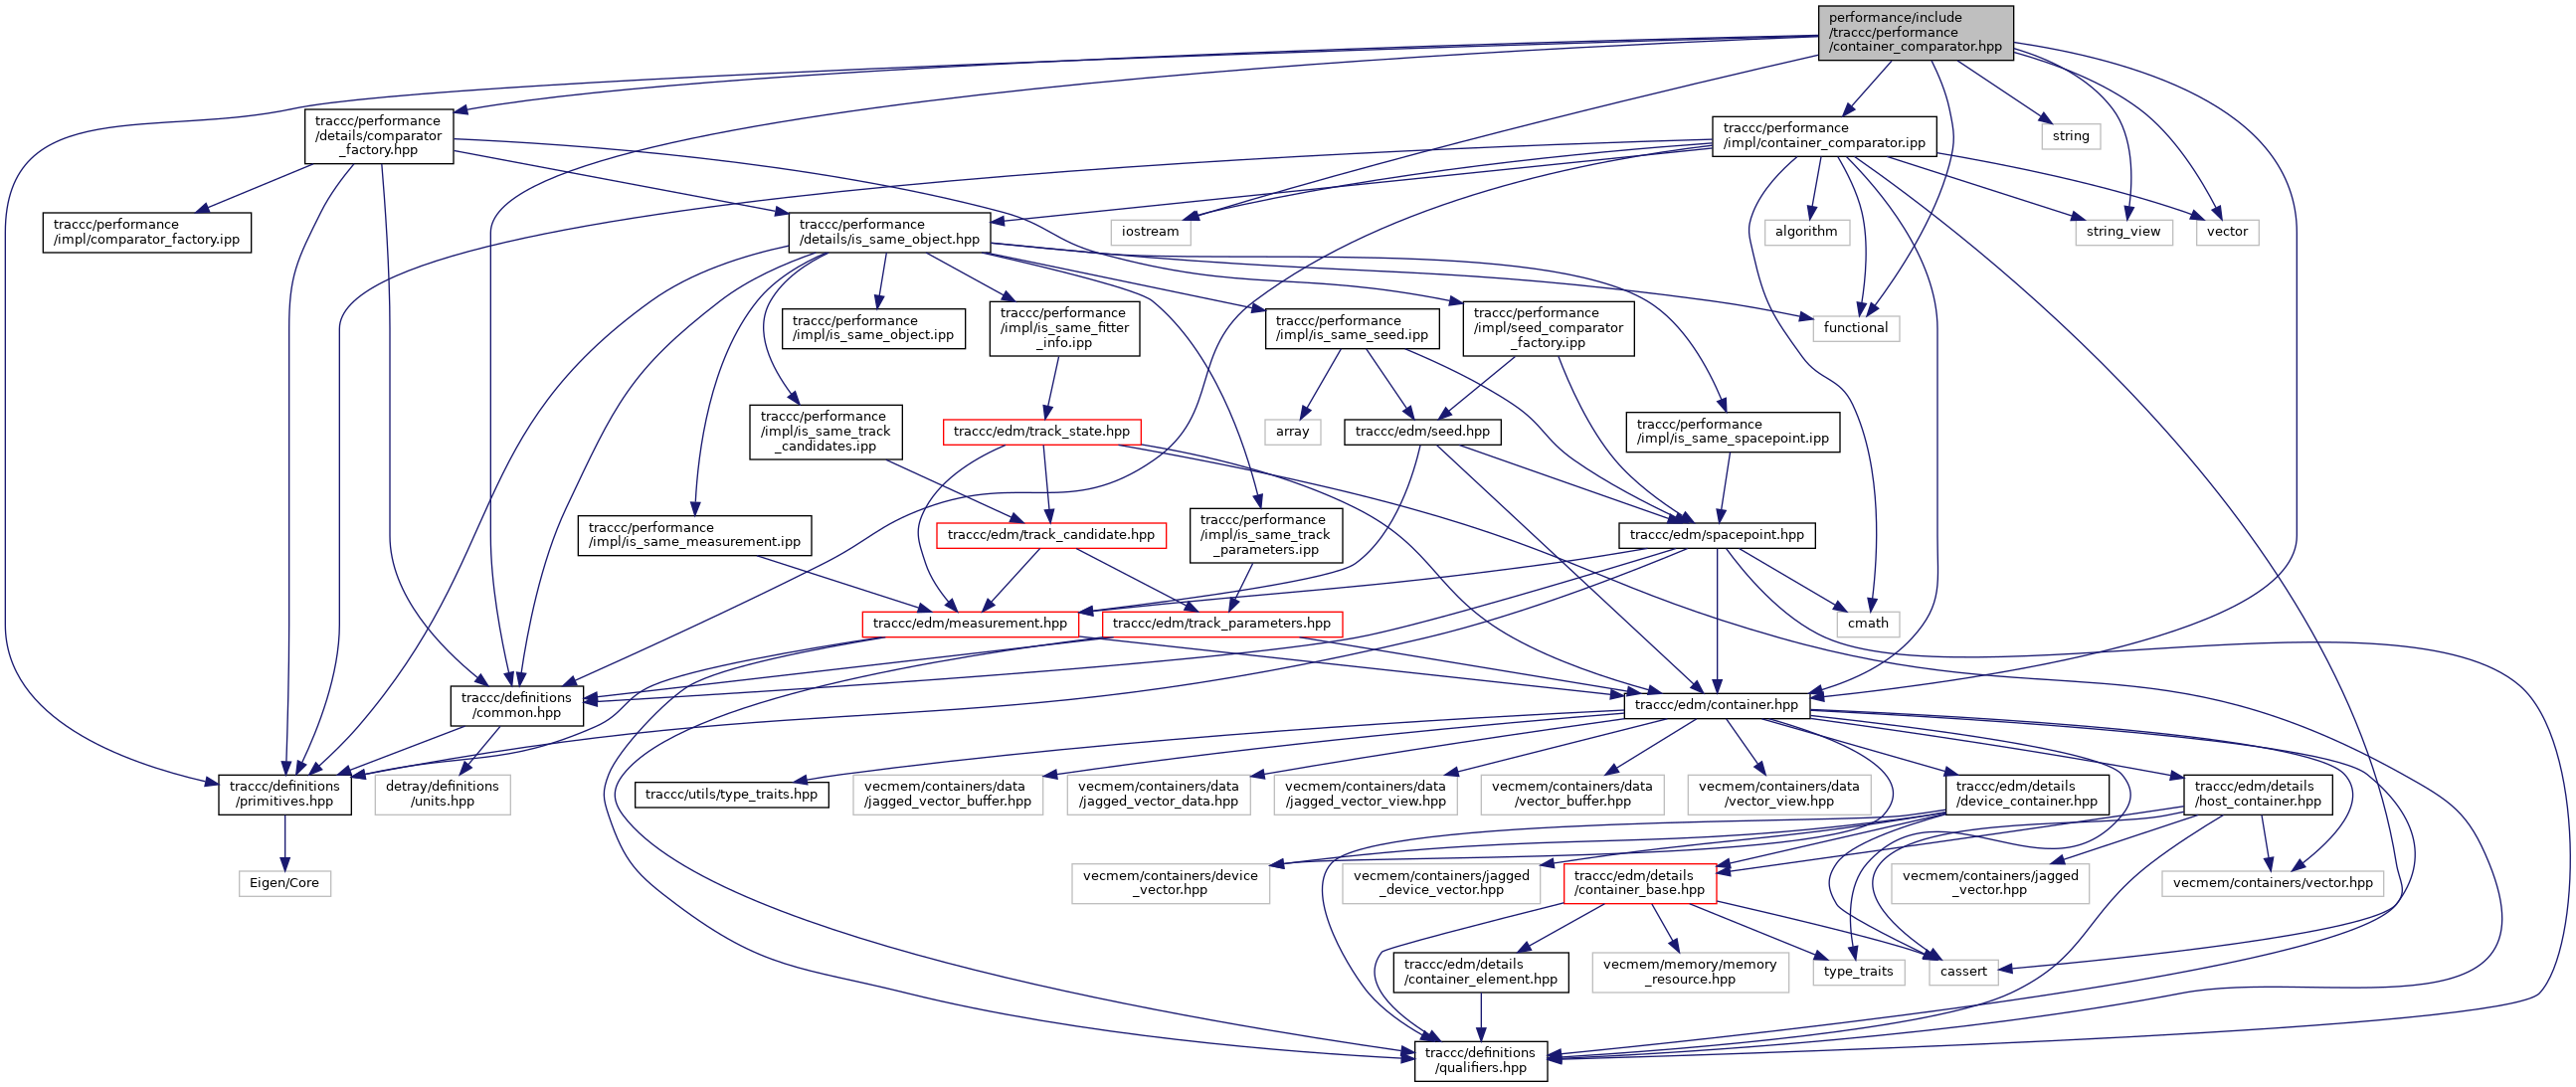 performance/include
/traccc/performance
/container_comparator.hpp
traccc/performance
/details/comparator
_factory.hpp
traccc/performance
/impl/container_comparator.ipp
string
traccc/performance
/impl/comparator_factory.ipp
traccc/performance
/details/is_same_object.hpp
iostream
algorithm
string_view
vector
traccc/performance
/impl/is_same_object.ipp
traccc/performance
/impl/is_same_fitter
_info.ipp
traccc/performance
/impl/is_same_seed.ipp
traccc/performance
/impl/seed_comparator
_factory.ipp
functional
traccc/performance
/impl/is_same_track
_candidates.ipp
traccc/edm/track_state.hpp
array
traccc/edm/seed.hpp
traccc/performance
/impl/is_same_spacepoint.ipp
traccc/performance
/impl/is_same_measurement.ipp
traccc/edm/track_candidate.hpp
traccc/performance
/impl/is_same_track
_parameters.ipp
traccc/edm/spacepoint.hpp
traccc/edm/measurement.hpp
traccc/edm/track_parameters.hpp
cmath
traccc/definitions
/common.hpp
traccc/edm/container.hpp
traccc/definitions
/primitives.hpp
detray/definitions
/units.hpp
traccc/utils/type_traits.hpp
vecmem/containers/data
/jagged_vector_buffer.hpp
vecmem/containers/data
/jagged_vector_data.hpp
vecmem/containers/data
/jagged_vector_view.hpp
vecmem/containers/data
/vector_buffer.hpp
vecmem/containers/data
/vector_view.hpp
traccc/edm/details
/device_container.hpp
traccc/edm/details
/host_container.hpp
Eigen/Core
vecmem/containers/device
_vector.hpp
vecmem/containers/jagged
_device_vector.hpp
traccc/edm/details
/container_base.hpp
vecmem/containers/jagged
_vector.hpp
vecmem/containers/vector.hpp
traccc/edm/details
/container_element.hpp
vecmem/memory/memory
_resource.hpp
type_traits
cassert
traccc/definitions
/qualifiers.hpp